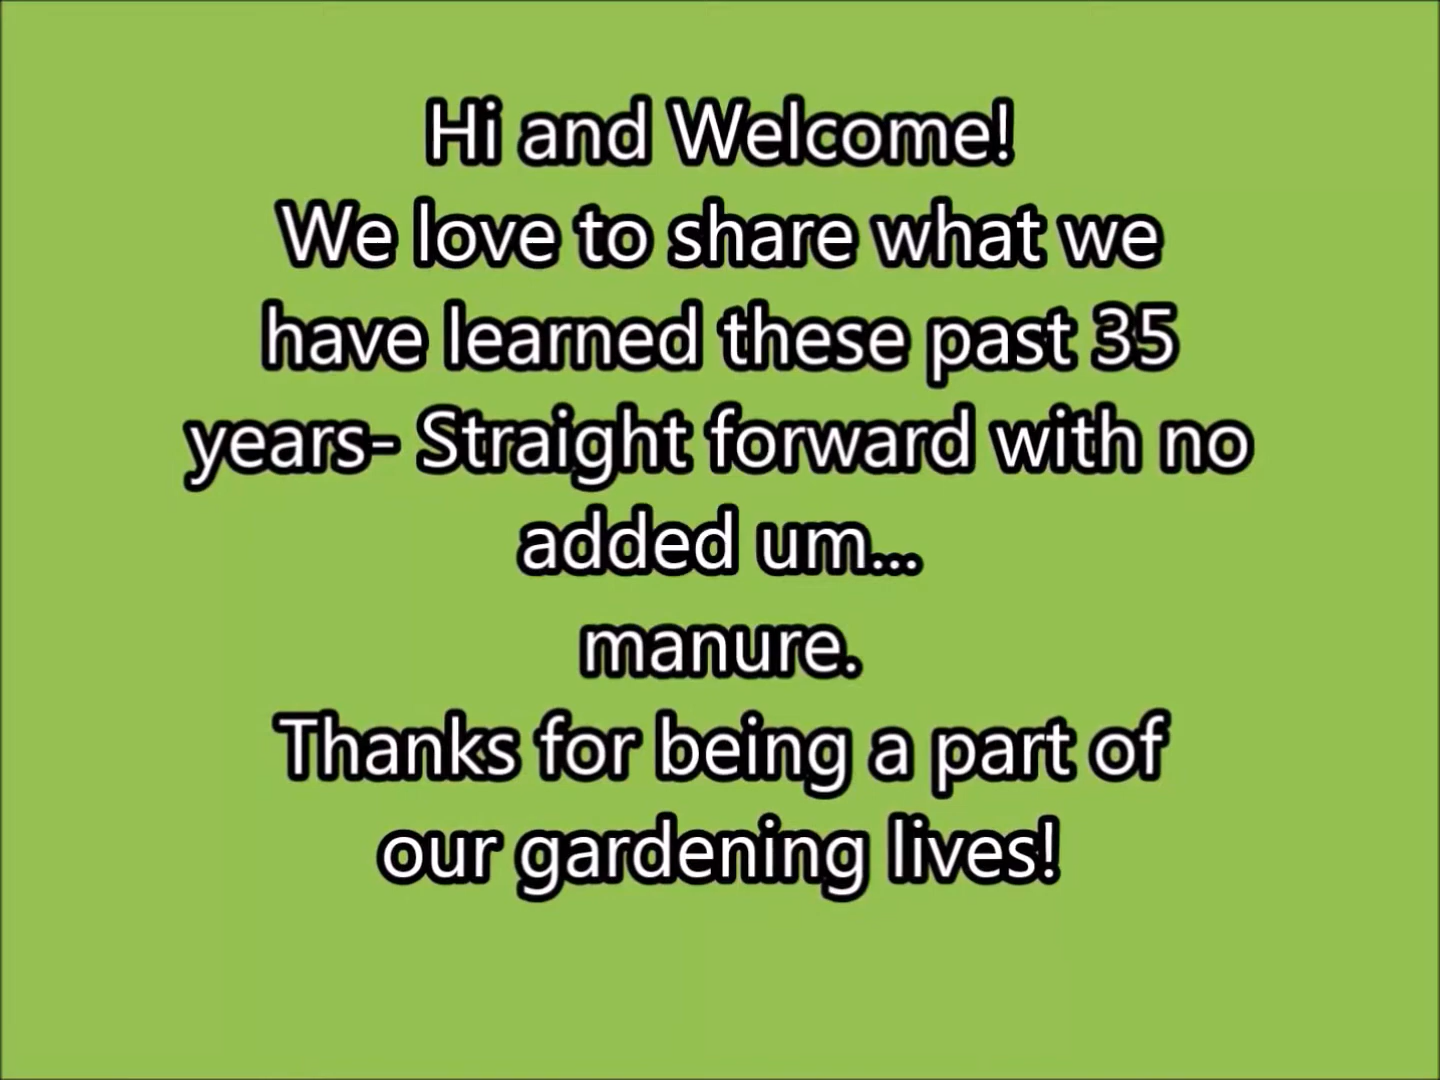 Hi and Welcome!
We love to share what we
have learned these past 35
years- Straight forward with no
added um...
manure.
Thanks for being a part of
our gardening lives!